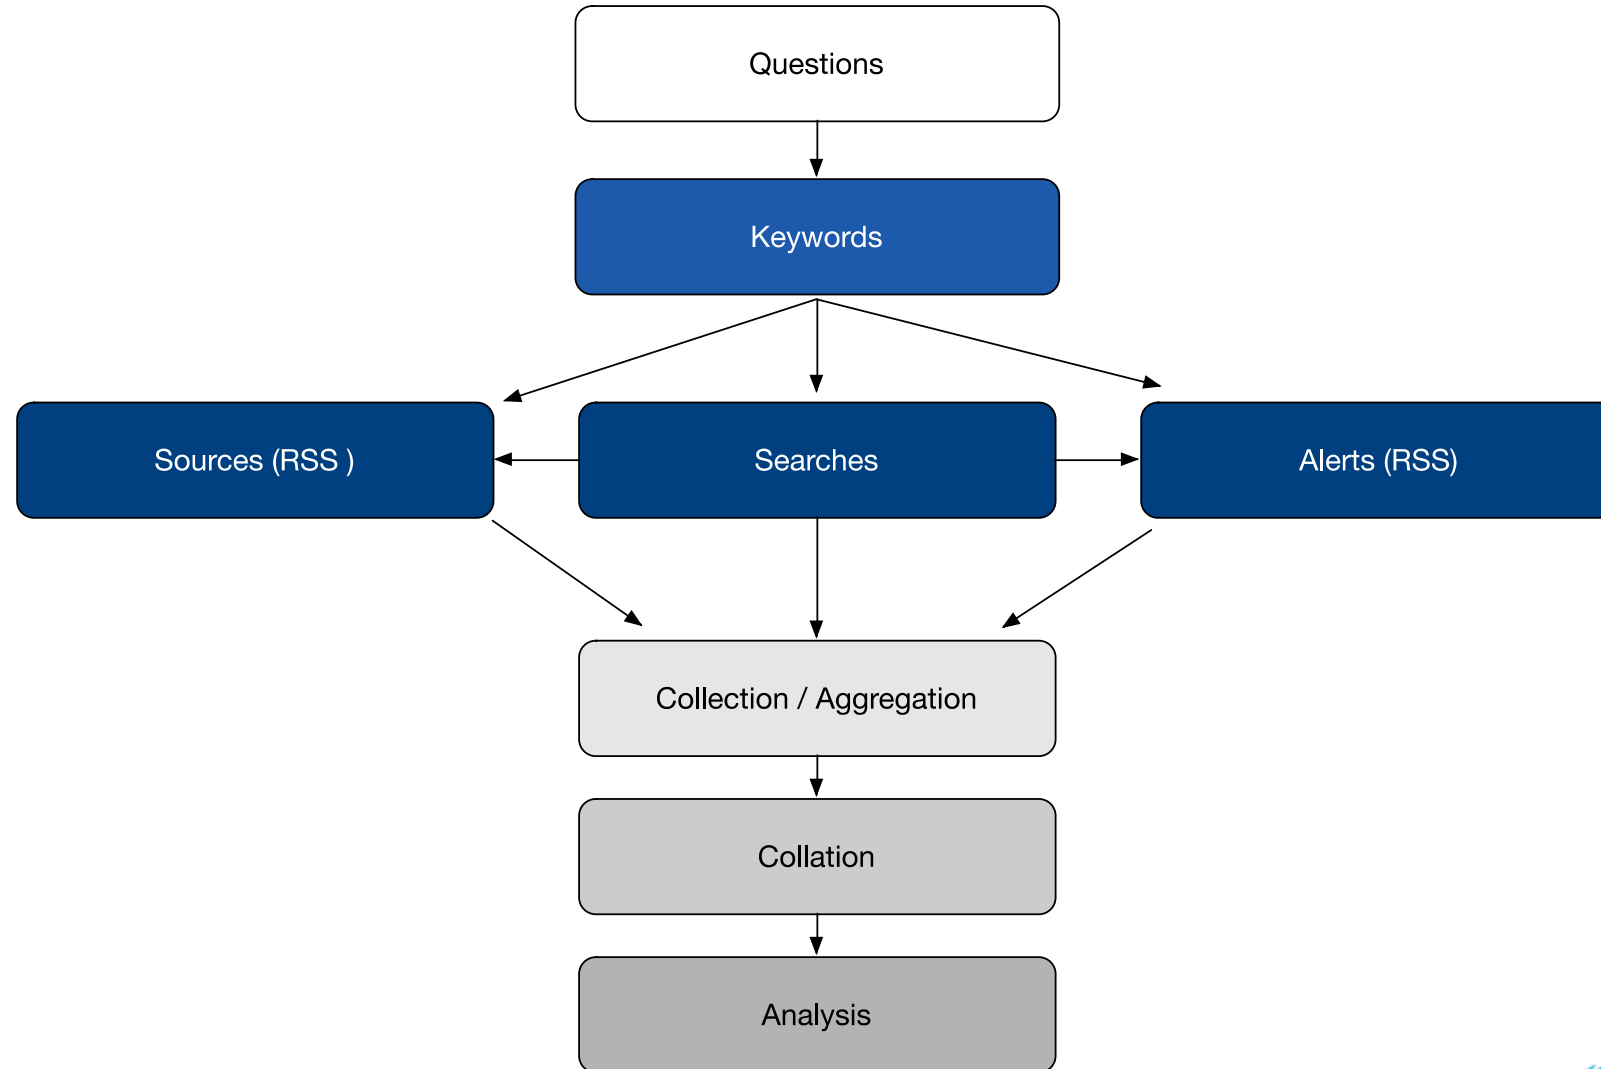 Questions
Keywords
Sources (RSS )
Searches
Alerts (RSS)
Collection / Aggregation
Collation
Analysis